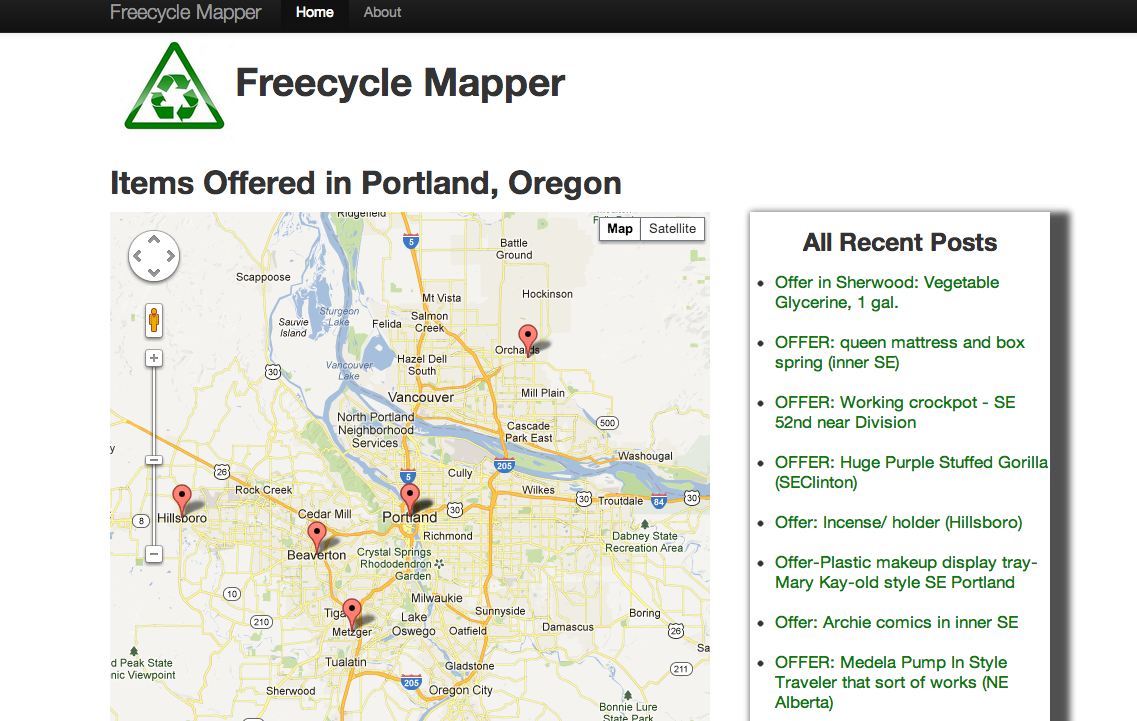 Freecycle Mapper Home About
Freecycle Mapper
Items Offered in Portland, Oregon
Ridgefield
Map Satellite
5
Battle
Ground
Scappoose
Hockinson
Mt Vista
Sturgeon
Lake
Salmon
Creek
Sauvie
Island
Felida
Orchards
Hazel Dell
South
Vancouver
Lake
30
Mill Plain
Vancouver
North Portland
Neighborhood
Services
500
Cascade
Park East
Washougal
205
26
5
Cully
Rock Creek
Wilkes
30
Troutdale
84
30
Hillsboro
8
Cedar Mill
Portland
30
Richmond
Dabney State
Recreation Area
Beaverton
Crystal Springs
Rhododendron
Garden
10
Milwaukie
210
Tiga
Metzger
Lake
Oswego
Sunnyside
Boring
Oatfield
Damascus
26
Sa
d Peak State
nic Viewpoint
Tualatin
Gladstone
211
Sherwood
205
Oregon City
Bonnie Lure
State Park
All Recent Posts
Offer in Sherwood: Vegetable
Glycerine, 1 gal.
OFFER: queen mattress and box
spring (inner SE)
OFFER: Working crockpot - SE
52nd near Division
OFFER: Huge Purple Stuffed Gorilla
(SEClinton)
Offer: Incense/ holder (Hillsboro)
Offer-Plastic makeup display tray-
Mary Kay-old style SE Portland
Offer: Archie comics in inner SE
OFFER: Medela Pump In Style
Traveler that sort of works (NE
Alberta)